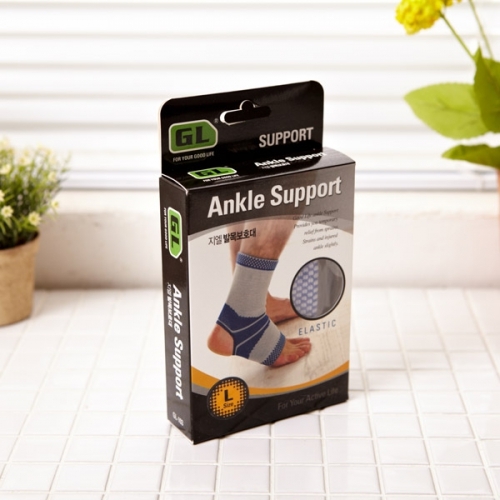 GL
FOR YOUR GOOD LIFE
SUPPORT
Ankle Support
GL
Ankle Support
지엘 발목보호대
ELASTIC
L
Size
For Your Active Life
GL
Ankle Support